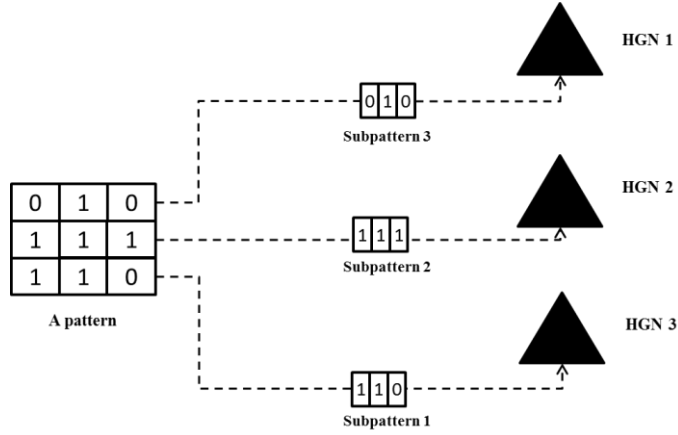 HGN 1
0 1 0
Subpattern 3
HGN 2
0 1 0
1 1 1
1 1 0
1 1 1
Subpattern 2
A pattern
HGN 3
1 1 0
Subpattern 1